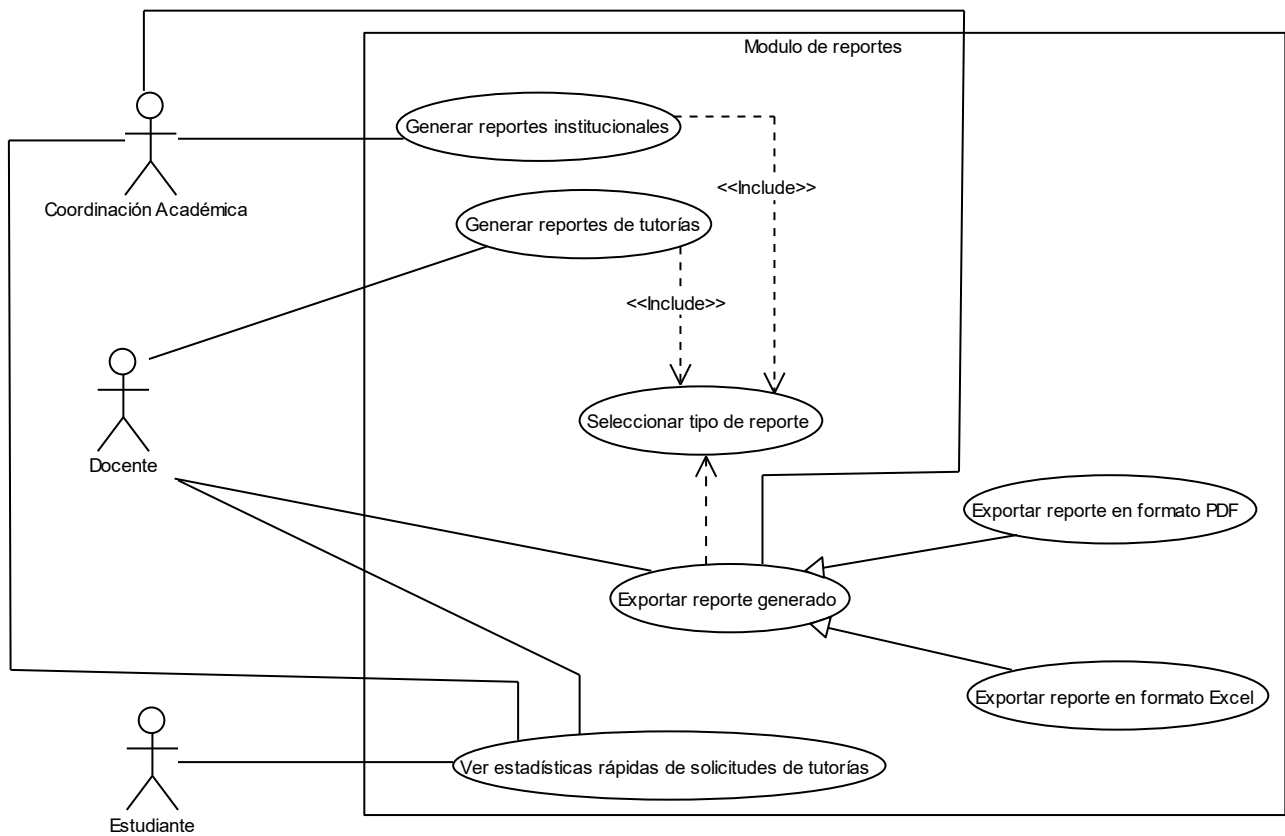 Modulo de reportes
Generar reportes institucionales
<<Include>>
Coordinación Académica
Generar reportes de tutorías
<<Include>>
Seleccionar tipo de reporte
Docente
Exportar reporte en formato PDF
Exportar reporte generado
Exportar reporte en formato Excel
Ver estadísticas rápidas de solicitudes de tutorías
Estudiante